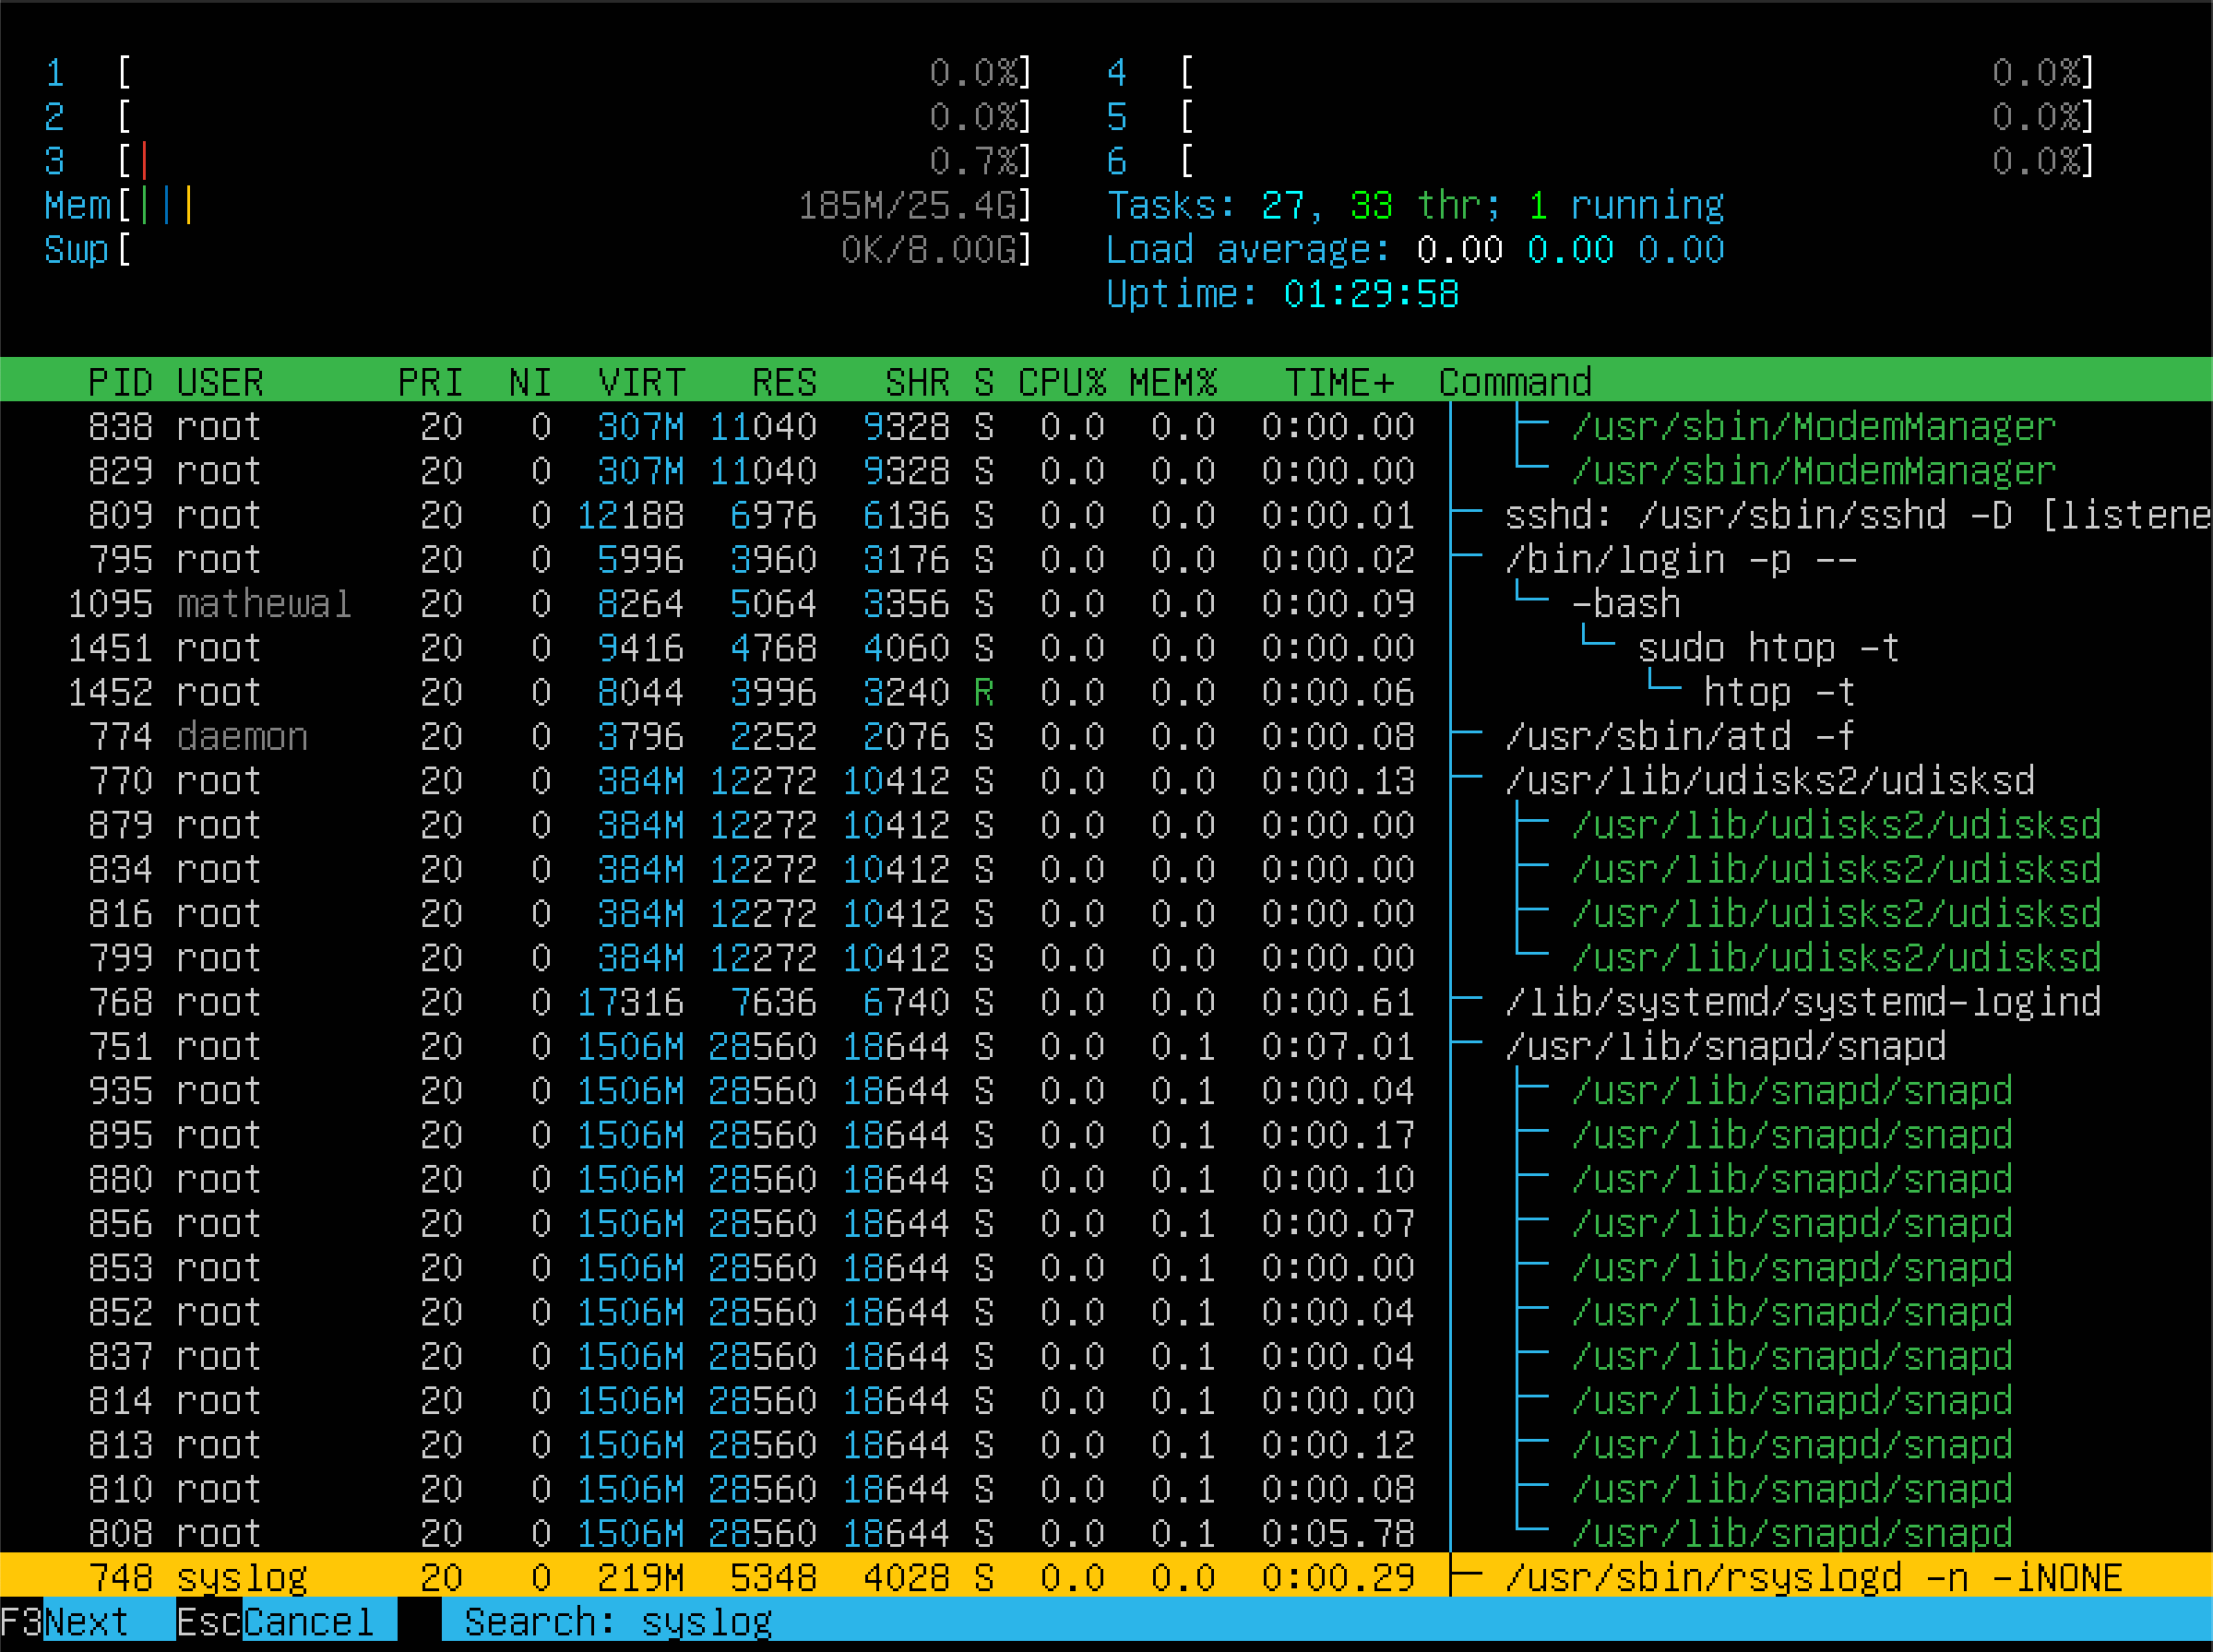 1 [ 0.0%] 4 [ 0.0%]
2 [ 0.0%] 5 [ 0.0%]
3 [| 0.7%] 6 [ 0.0%]
Mem[||| 185M/25.4G] Tasks: 27, 33 thr; 1 running
Swp[ 0K/8.00G] Load average: 0.00 0.00 0.00
Uptime: 01:29:58
PID USER PRI NI VIRT RES SHR S CPU% MEM% TIME+ Command
838 root 20 0 307M 11040 9328 S 0.0 0.0 0:00.00 │ ├─ /usr/sbin/ModemManager
829 root 20 0 307M 11040 9328 S 0.0 0.0 0:00.00 │ └─ /usr/sbin/ModemManager
809 root 20 0 12188 6976 6136 S 0.0 0.0 0:00.01 ├─ sshd: /usr/sbin/sshd -D [listene
795 root 20 0 5996 3960 3176 S 0.0 0.0 0:00.02 ├─ /bin/login -p --
1095 mathewal 20 0 8264 5064 3356 S 0.0 0.0 0:00.09 │ └─ -bash
1451 root 20 0 9416 4768 4060 S 0.0 0.0 0:00.00 │ └─ sudo htop -t
1452 root 20 0 8044 3996 3240 R 0.0 0.0 0:00.06 │ └─ htop -t
774 daemon 20 0 3796 2252 2076 S 0.0 0.0 0:00.08 ├─ /usr/sbin/atd -f
770 root 20 0 384M 12272 10412 S 0.0 0.0 0:00.13 ├─ /usr/lib/udisks2/udisksd
879 root 20 0 384M 12272 10412 S 0.0 0.0 0:00.00 │ ├─ /usr/lib/udisks2/udisksd
834 root 20 0 384M 12272 10412 S 0.0 0.0 0:00.00 │ ├─ /usr/lib/udisks2/udisksd
816 root 20 0 384M 12272 10412 S 0.0 0.0 0:00.00 │ ├─ /usr/lib/udisks2/udisksd
799 root 20 0 384M 12272 10412 S 0.0 0.0 0:00.00 │ └─ /usr/lib/udisks2/udisksd
768 root 20 0 17316 7636 6740 S 0.0 0.0 0:00.61 ├─ /lib/systemd/systemd-logind
751 root 20 0 1506M 28560 18644 S 0.0 0.1 0:07.01 ├─ /usr/lib/snapd/snapd
935 root 20 0 1506M 28560 18644 S 0.0 0.1 0:00.04 │ ├─ /usr/lib/snapd/snapd
895 root 20 0 1506M 28560 18644 S 0.0 0.1 0:00.17 │ ├─ /usr/lib/snapd/snapd
880 root 20 0 1506M 28560 18644 S 0.0 0.1 0:00.10 │ ├─ /usr/lib/snapd/snapd
856 root 20 0 1506M 28560 18644 S 0.0 0.1 0:00.07 │ ├─ /usr/lib/snapd/snapd
853 root 20 0 1506M 28560 18644 S 0.0 0.1 0:00.00 │ ├─ /usr/lib/snapd/snapd
852 root 20 0 1506M 28560 18644 S 0.0 0.1 0:00.04 │ ├─ /usr/lib/snapd/snapd
837 root 20 0 1506M 28560 18644 S 0.0 0.1 0:00.04 │ ├─ /usr/lib/snapd/snapd
814 root 20 0 1506M 28560 18644 S 0.0 0.1 0:00.00 │ ├─ /usr/lib/snapd/snapd
813 root 20 0 1506M 28560 18644 S 0.0 0.1 0:00.12 │ ├─ /usr/lib/snapd/snapd
810 root 20 0 1506M 28560 18644 S 0.0 0.1 0:00.08 │ ├─ /usr/lib/snapd/snapd
808 root 20 0 1506M 28560 18644 S 0.0 0.1 0:05.78 │ └─ /usr/lib/snapd/snapd
748 syslog 20 0 219M 5348 4028 S 0.0 0.0 0:00.29 ├─ /usr/sbin/rsyslogd -n -iNONE
F3Next EscCancel Search: syslog